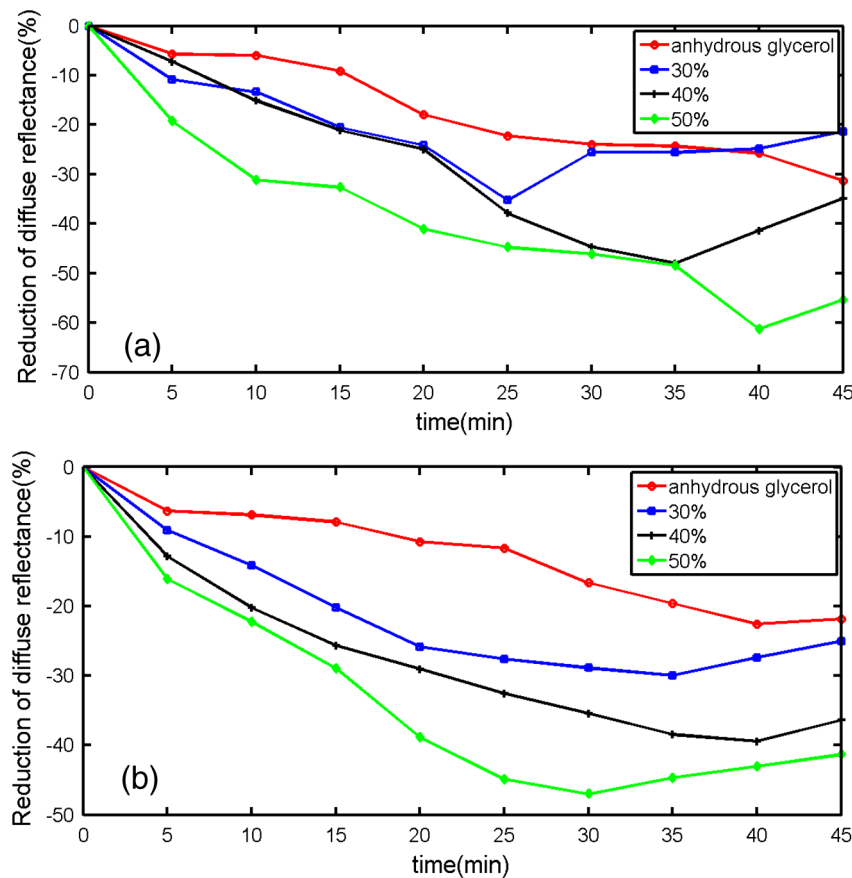 0
-10
-20
-30
-40
-50
-60
-70
Reduction of diffuse reflectance(%)
anhydrous glycerol
30%
40%
50%
(a)
0 5 10 15 20 25 30 35 40 45
time(min)
0
-10
-20
-30
-40
-50
Reduction of diffuse reflectance(%)
anhydrous glycerol
30%
40%
50%
(b)
0 5 10 15 20 25 30 35 40 45
time(min)